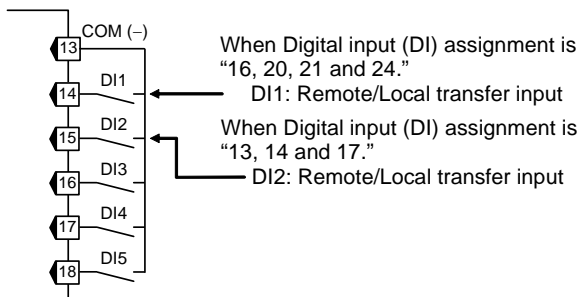 COM (−)
13
When Digital input (DI) assignment is
“16, 20, 21 and 24.”
DI1
14
DI1: Remote/Local transfer input
When Digital input (DI) assignment is
“13, 14 and 17.”
DI2
15
DI2: Remote/Local transfer input
DI3
16
DI4
17
DI5
18